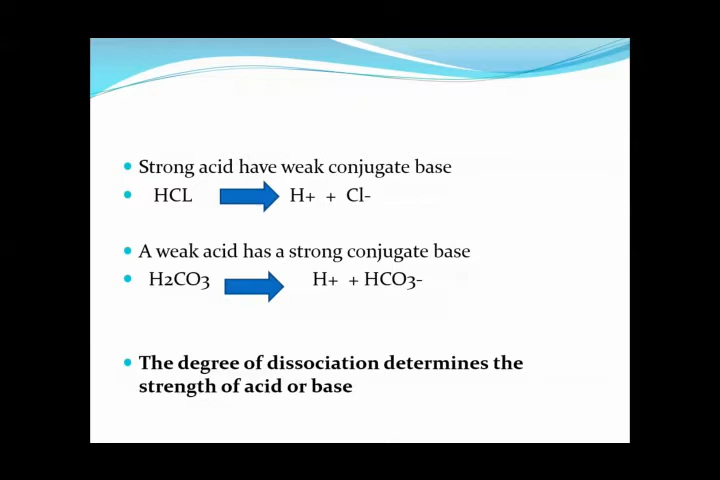 Strong acid have weak conjugate base
HCL H+ + Cl-
A weak acid has a strong conjugate base
H2CO3 H+ + HCO3-
The degree of dissociation determines the
strength of acid or base